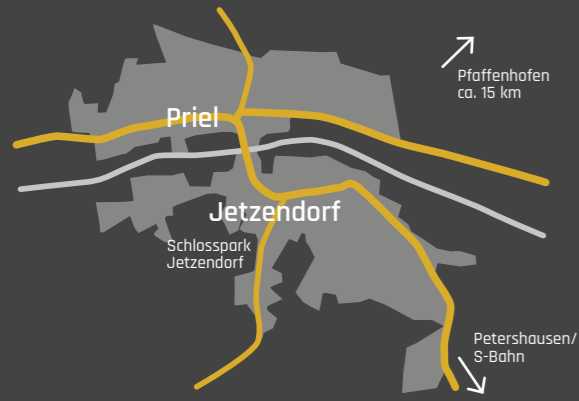 Pfaffenhofen
ca. 15 km
Priel
Jetzendorf
Schlosspark
Jetzendorf
Petershausen/
S-Bahn